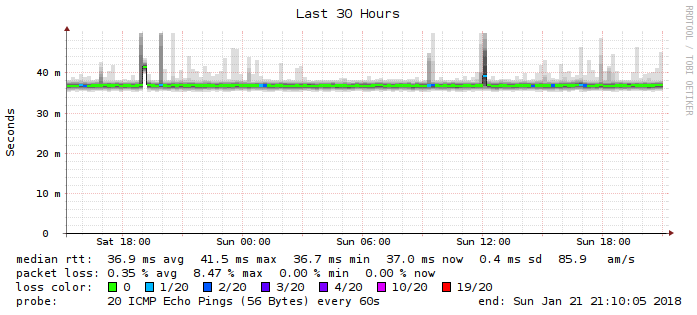 Last 30 Hours
RRDTOOL / TOBI OETIKER
Seconds
40 m
30 m
20 m
10 m
0
Sat 18:00 Sun 00:00 Sun 06:00 Sun 12:00 Sun 18:00
median rtt: 36.9 ms avg 41.5 ms max 36.7 ms min 37.0 ms now 0.4 ms sd 85.9 am/s
packet loss: 0.35 % avg 8.47 % max 0.00 % min 0.00 % now
loss color: 0 1/20 2/20 3/20 4/20 10/20 19/20
probe: 20 ICMP Echo Pings (56 Bytes) every 60s end: Sun Jan 21 21:10:05 2018